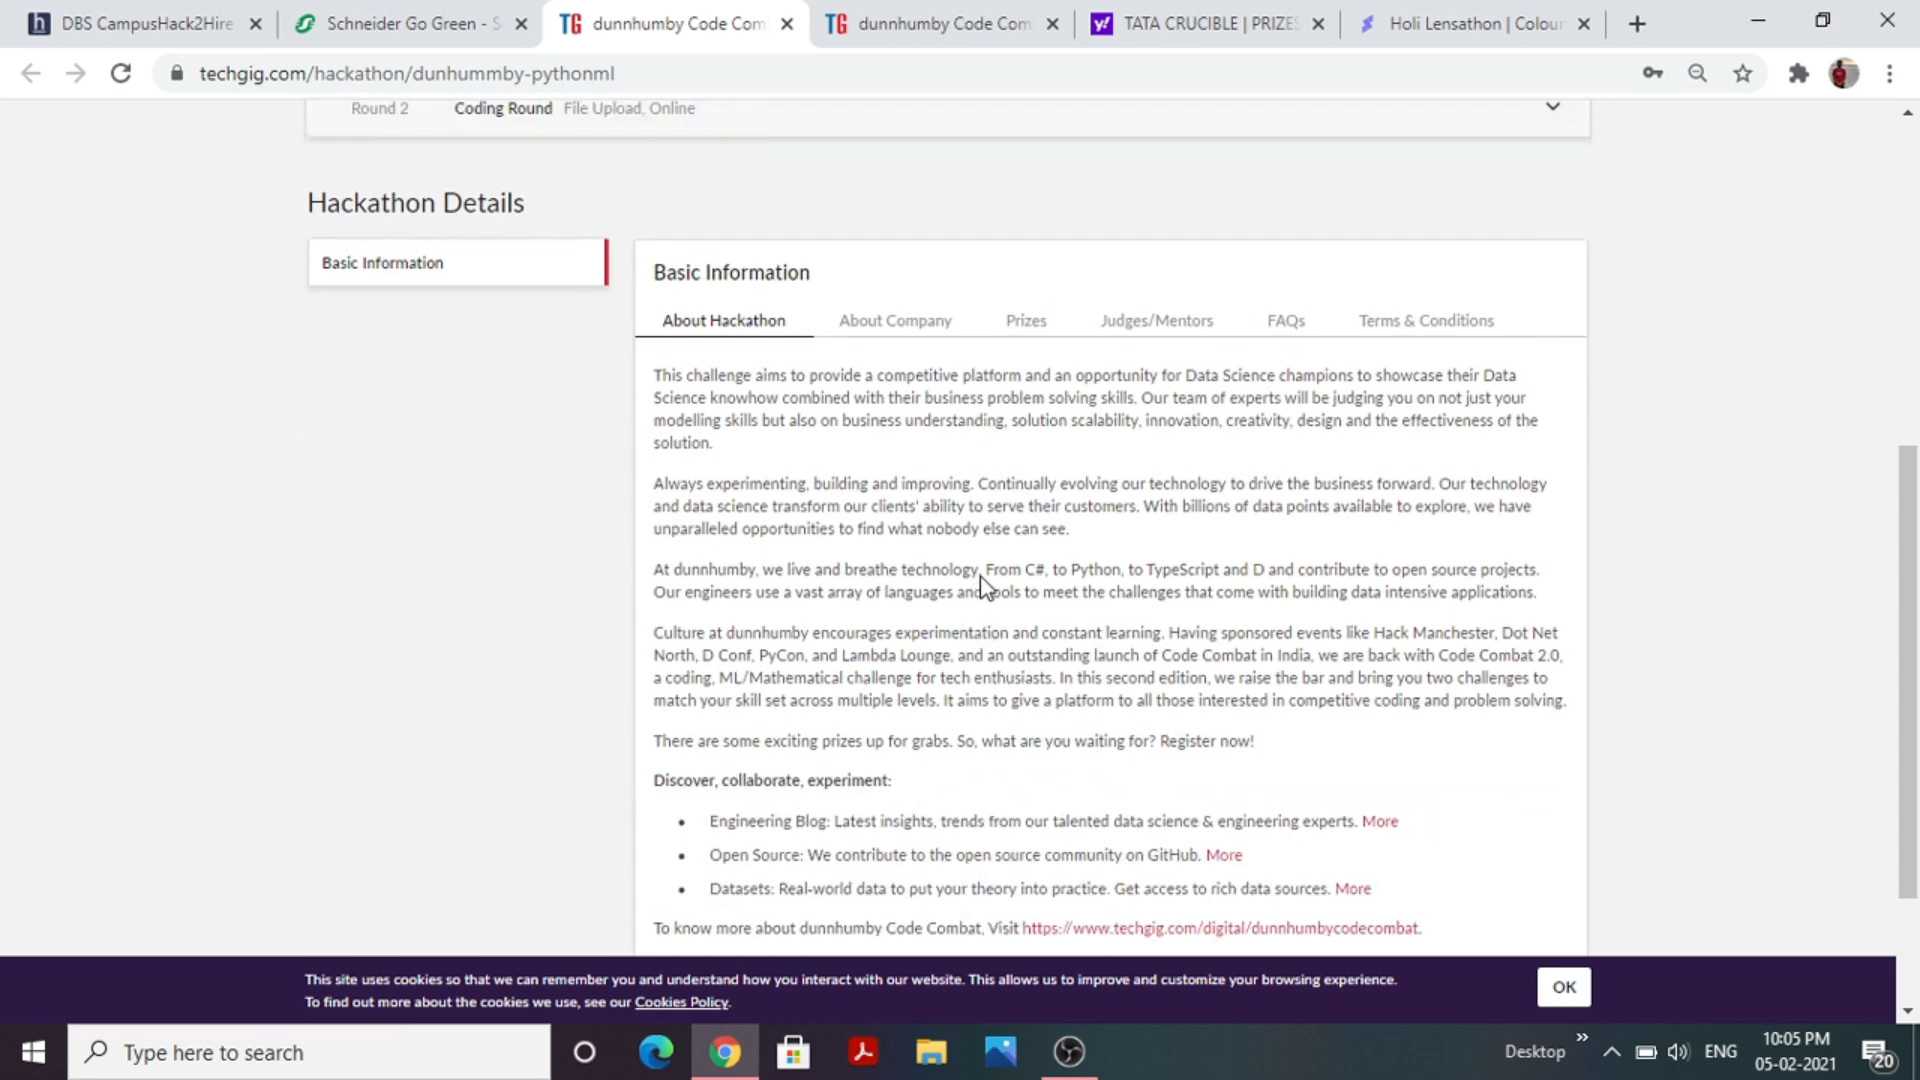 DBS CampusHack2Hire
Schneider Go Green - S
TG dunnhumby Code Com
TG dunnhumby Code Com
TATA CRUCIBLE | PRIZES
Holi Lensathon | Colour
techgig.com/hackathon/dunhummby-pythonml
Round 2 Coding Round File Upload, Online
Hackathon Details
Basic Information
Basic Information
About Hackathon About Company Prizes Judges/Mentors FAQs Terms & Conditions
This challenge aims to provide a competitive platform and an opportunity for Data Science champions to showcase their Data
Science knowhow combined with their business problem solving skills. Our team of experts will be judging you on not just your
modelling skills but also on business understanding, solution scalability, innovation, creativity, design and the effectiveness of the
solution.
Always experimenting, building and improving. Continually evolving our technology to drive the business forward. Our technology
and data science transform our clients' ability to serve their customers. With billions of data points available to explore, we have
unparalleled opportunities to find what nobody else can see.
At dunnhumby, we live and breathe technology. From C#, to Python, to TypeScript and D and contribute to open source projects.
Our engineers use a vast array of languages and tools to meet the challenges that come with building data intensive applications.
Culture at dunnhumby encourages experimentation and constant learning. Having sponsored events like Hack Manchester, Dot Net
North, D Conf, PyCon, and Lambda Lounge, and an outstanding launch of Code Combat in India, we are back with Code Combat 2.0,
a coding, ML/Mathematical challenge for tech enthusiasts. In this second edition, we raise the bar and bring you two challenges to
match your skill set across multiple levels. It aims to give a platform to all those interested in competitive coding and problem solving.
There are some exciting prizes up for grabs. So, what are you waiting for? Register now!
Discover, collaborate, experiment:
• Engineering Blog: Latest insights, trends from our talented data science & engineering experts. More
• Open Source: We contribute to the open source community on GitHub. More
• Datasets: Real-world data to put your theory into practice. Get access to rich data sources. More
To know more about dunnhumby Code Combat, Visit https://www.techgig.com/digital/dunnhumbycodecombat.
This site uses cookies so that we can remember you and understand how you interact with our website. This allows us to improve and customize your browsing experience.
To find out more about the cookies we use, see our Cookies Policy.
OK
Type here to search
Desktop
ENG
10:05 PM
05-02-2021
20